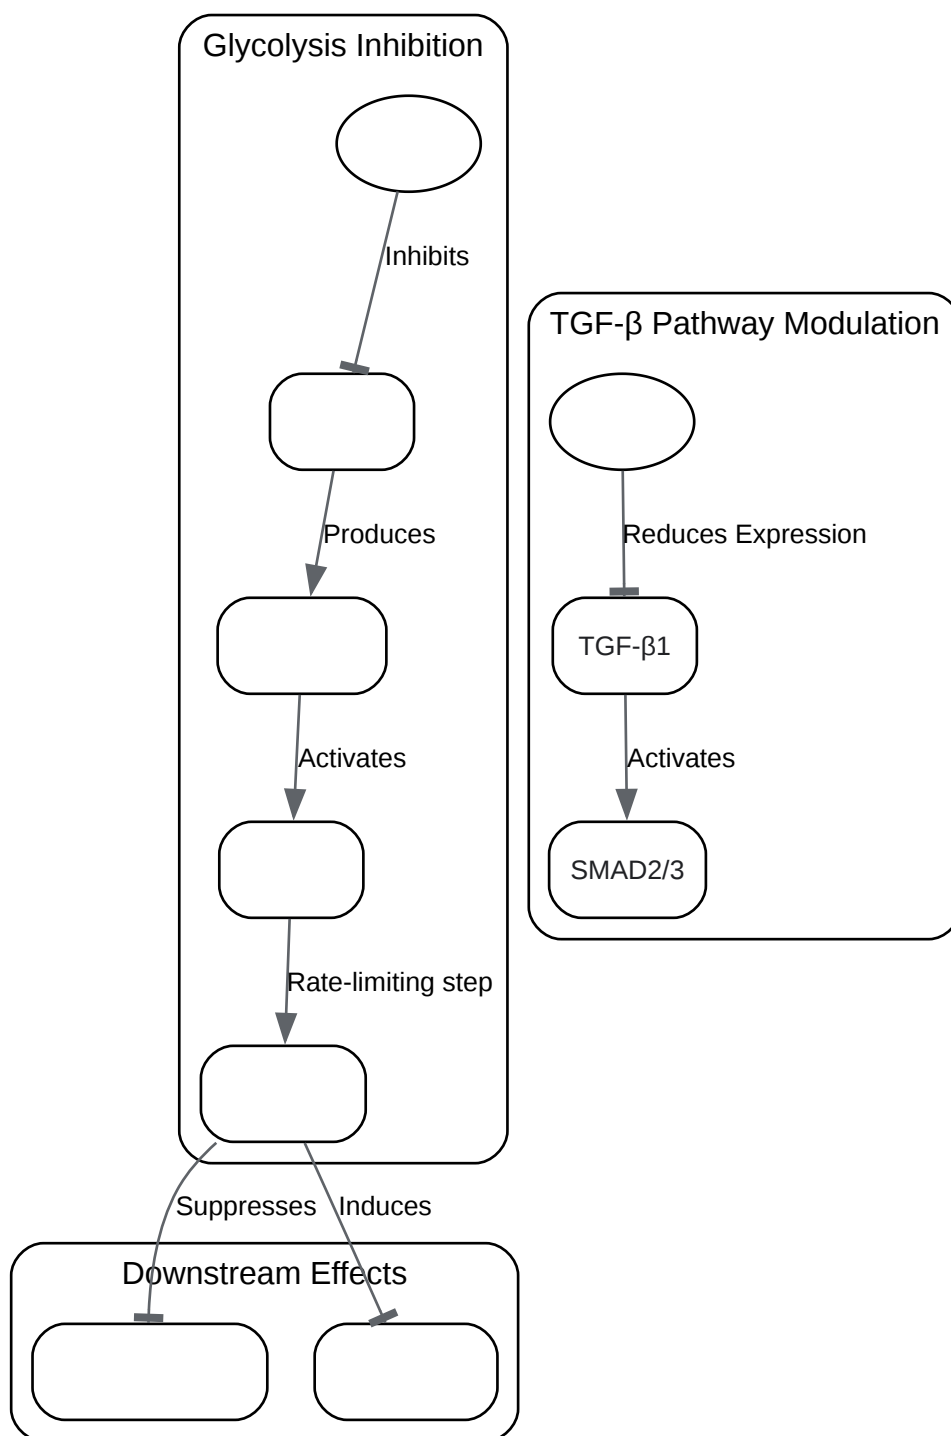 Glycolysis Inhibition
Inhibits
Produces
Activates
Rate-limiting step
Suppresses
Induces
Downstream Effects
TGF-β Pathway Modulation
Reduces Expression
TGF-β1
Activates
SMAD2/3